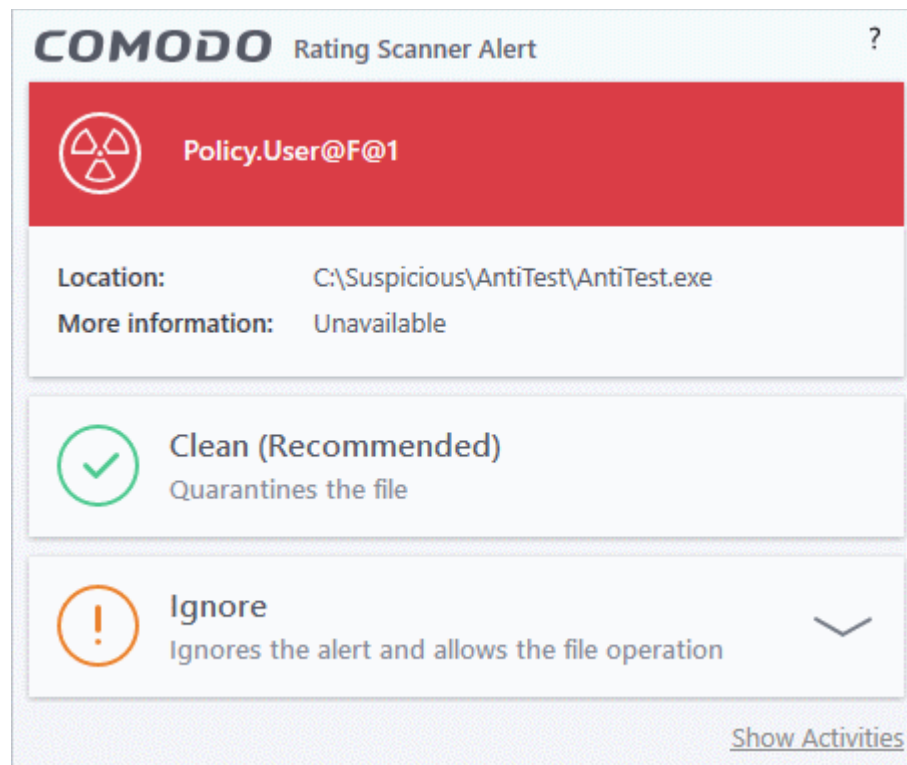 COMODO Rating Scanner Alert ?
Policy.User@F@1
Location: C:\Suspicious\AntiTest\AntiTest.exe
More information: Unavailable
Clean (Recommended)
Quarantines the file
Ignore
Ignores the alert and allows the file operation
Show Activities